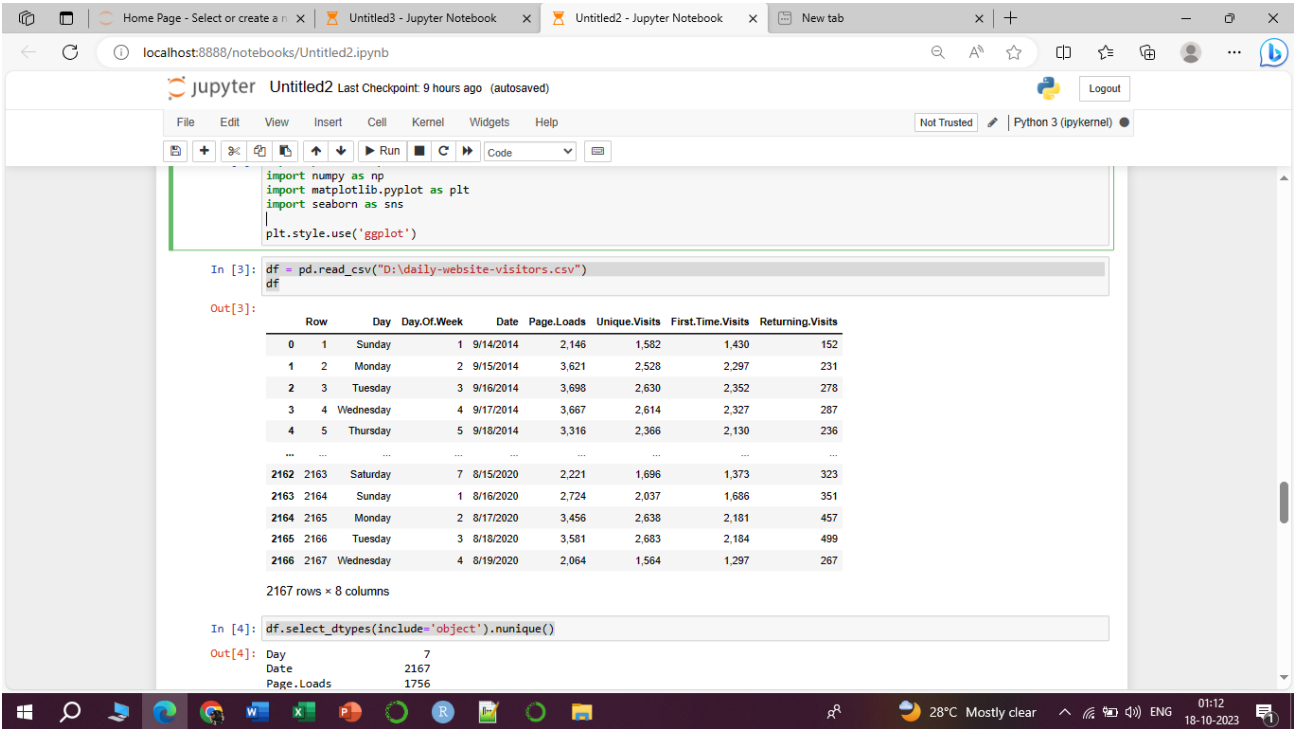 Home Page - Select or create a n
Untitled3 - Jupyter Notebook
Untitled2 - Jupyter Notebook
New tab
localhost:8888/notebooks/Untitled2.ipynb
jupyter Untitled2 Last Checkpoint: 9 hours ago (autosaved)
Logout
File Edit View Insert Cell Kernel Widgets Help
Not Trusted Python 3 (ipykernel)
Run Code
import numpy as np
import matplotlib.pyplot as plt
import seaborn as sns
plt.style.use('ggplot')
In [3]: df = pd.read_csv("D:\daily-website-visitors.csv")
df
Out[3]:
Row Day Day.Of.Week Date Page.Loads Unique.Visits First.Time.Visits Returning.Visits
0 1 Sunday 1 9/14/2014 2,146 1,582 1,430 152
1 2 Monday 2 9/15/2014 3,621 2,528 2,297 231
2 3 Tuesday 3 9/16/2014 3,698 2,630 2,352 278
3 4 Wednesday 4 9/17/2014 3,667 2,614 2,327 287
4 5 Thursday 5 9/18/2014 3,316 2,366 2,130 236
... ... ... ... ... ... ... ... ...
2162 2163 Saturday 7 8/15/2020 2,221 1,696 1,373 323
2163 2164 Sunday 1 8/16/2020 2,724 2,037 1,686 351
2164 2165 Monday 2 8/17/2020 3,456 2,638 2,181 457
2165 2166 Tuesday 3 8/18/2020 3,581 2,683 2,184 499
2166 2167 Wednesday 4 8/19/2020 2,064 1,564 1,297 267
2167 rows × 8 columns
In [4]: df.select_dtypes(include='object').nunique()
Out[4]: Day 7
Date 2167
Page.Loads 1756
28°C Mostly clear ENG 01:12
18-10-2023